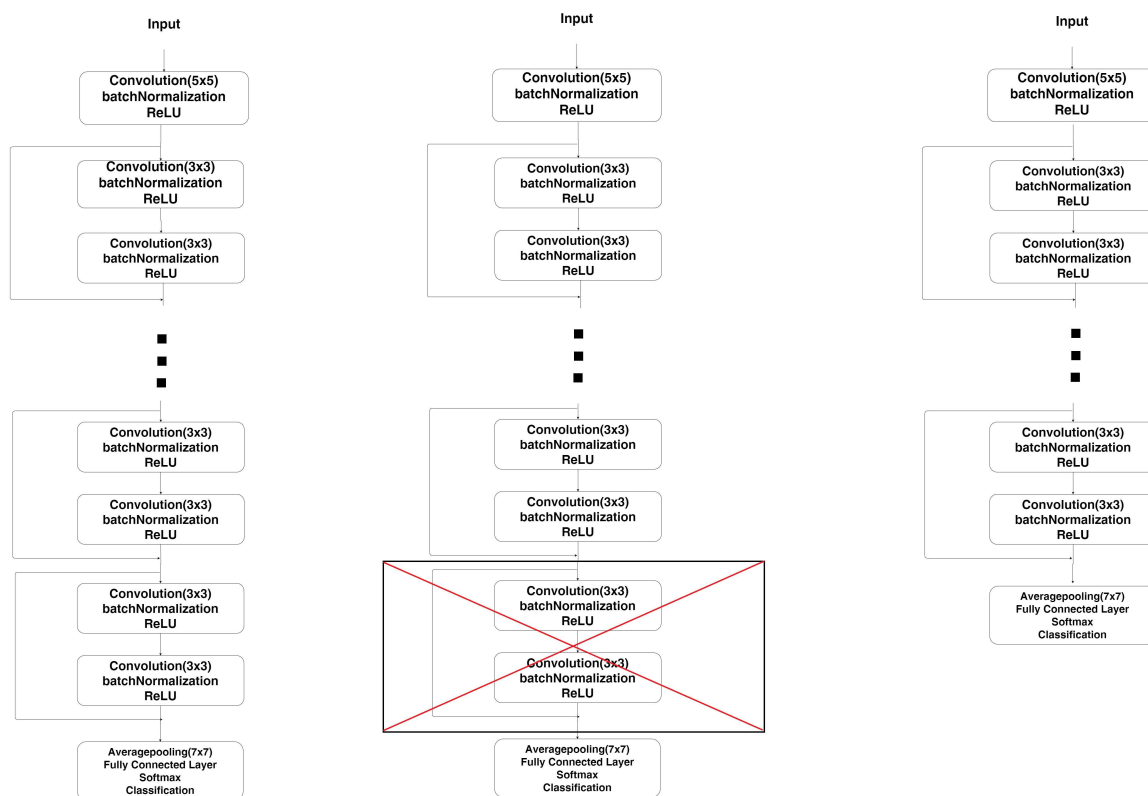 Input
Convolution(5x5)
batchNormalization
ReLU
Convolution(3x3)
batchNormalization
ReLU
Convolution(3x3)
batchNormalization
ReLU
Convolution(3x3)
batchNormalization
ReLU
Convolution(3x3)
batchNormalization
ReLU
Convolution(3x3)
batchNormalization
ReLU
Convolution(3x3)
batchNormalization
ReLU
Averagepooling(7x7)
Fully Connected Layer
Softmax
Classification
Input
Convolution(5x5)
batchNormalization
ReLU
Convolution(3x3)
batchNormalization
ReLU
Convolution(3x3)
batchNormalization
ReLU
Convolution(3x3)
batchNormalization
ReLU
Convolution(3x3)
batchNormalization
ReLU
Convolution(3x3)
batchNormalization
ReLU
Convolution(3x3)
batchNormalization
ReLU
Averagepooling(7x7)
Fully Connected Layer
Softmax
Classification
Input
Convolution(5x5)
batchNormalization
ReLU
Convolution(3x3)
batchNormalization
ReLU
Convolution(3x3)
batchNormalization
ReLU
Convolution(3x3)
batchNormalization
ReLU
Convolution(3x3)
batchNormalization
ReLU
Averagepooling(7x7)
Fully Connected Layer
Softmax
Classification